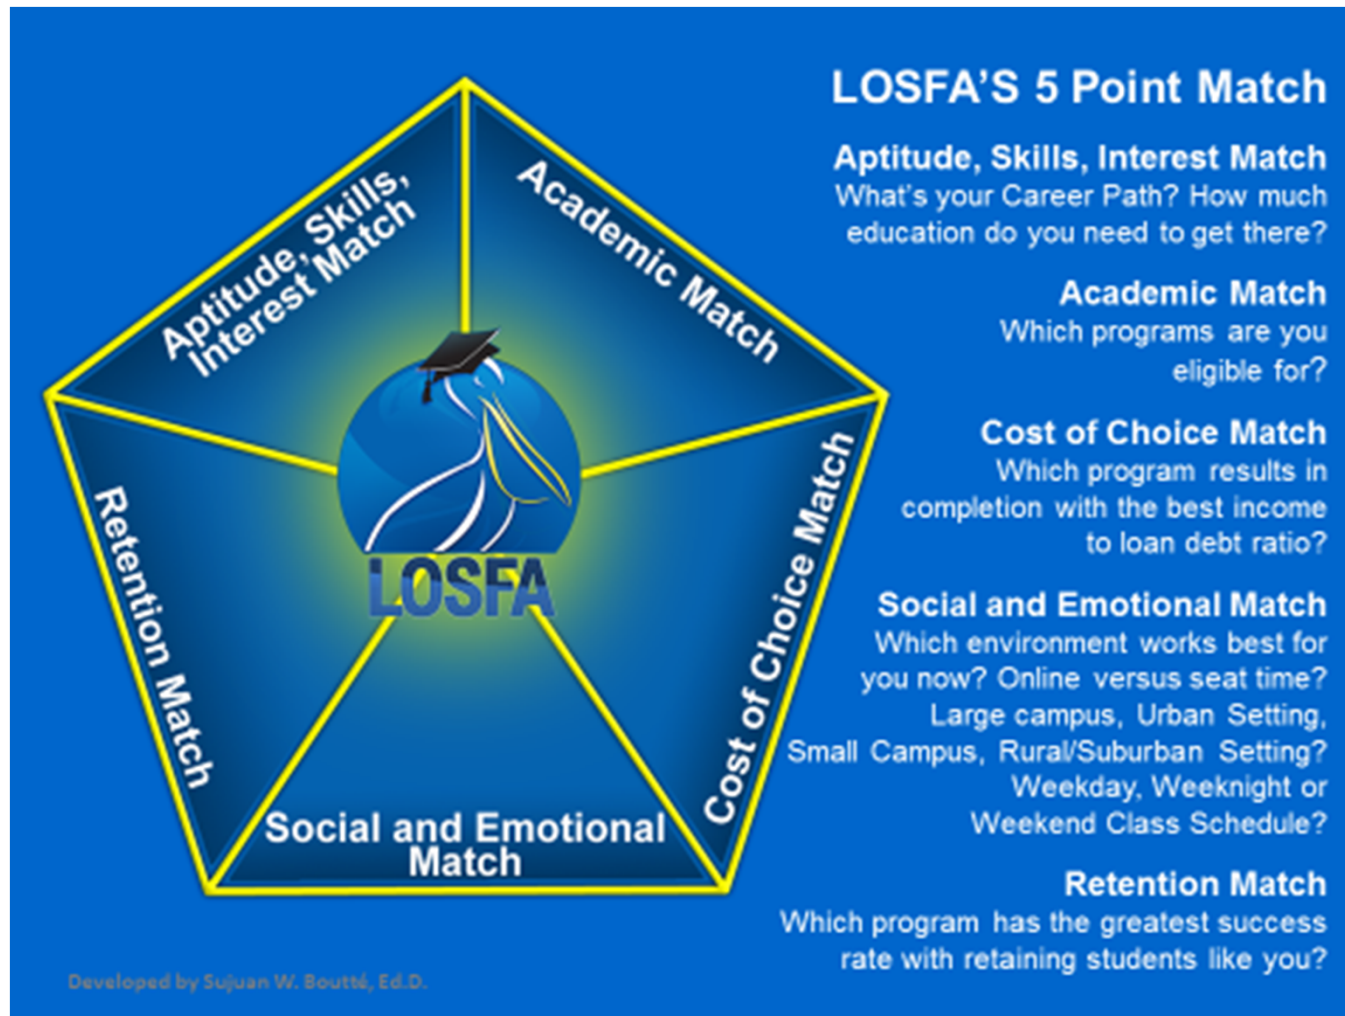 LOSFA'S 5 Point Match
Aptitude, Skills, Interest Match
What's your Career Path? How much
education do you need to get there?
Academic Match
Which programs are you
eligible for?
Cost of Choice Match
Which program results in
completion with the best income
to loan debt ratio?
Social and Emotional Match
Which environment works best for
you now? Online versus seat time?
Large campus, Urban Setting,
Small Campus, Rural/Suburban Setting?
Weekday, Weeknight or
Weekend Class Schedule?
Retention Match
Which program has the greatest success
rate with retaining students like you?
Aptitude, Skills,
Interest Match
Academic Match
Cost of Choice Match
Social and Emotional
Match
Retention Match
LOSFA
Developed by Sujuan W. Boutté, Ed.D.